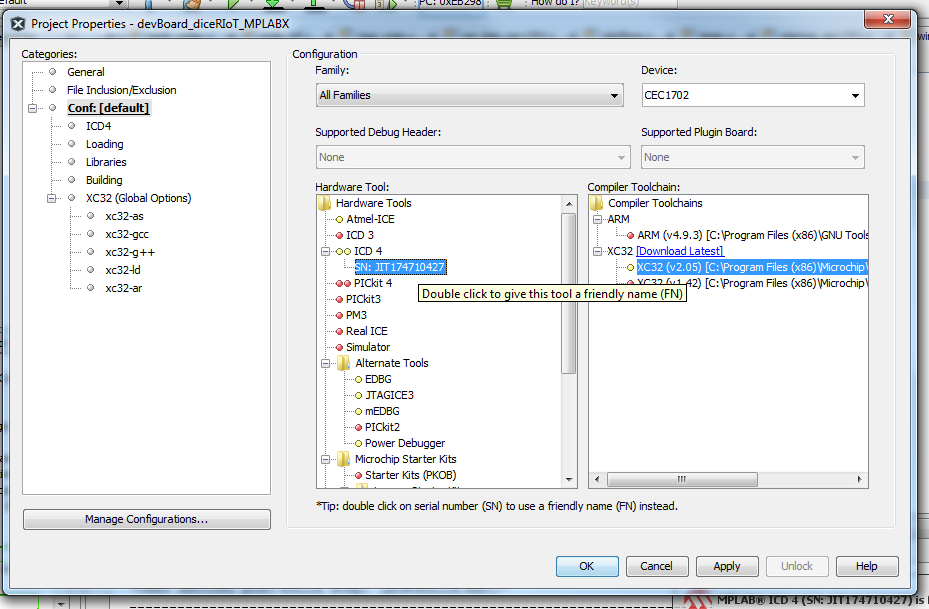 PC: 0xEB298
How do I?
Keyword(s)
Project Properties - devBoard_diceRIoT_MPLABX
Categories:
General
File Inclusion/Exclusion
Conf: [default]
ICD4
Loading
Libraries
Building
XC32 (Global Options)
xc32-as
xc32-gcc
xc32-g++
xc32-ld
xc32-ar
Manage Configurations...
Configuration
Family:
All Families
Device:
CEC1702
Supported Debug Header:
None
Supported Plugin Board:
None
Hardware Tool:
Hardware Tools
Atmel-ICE
ICD 3
ICD 4
SN: JIT174710427
PICkit 4
PICkit3
PM3
Real ICE
Simulator
Alternate Tools
EDBG
JTAGICE3
mEDBG
PICkit2
Power Debugger
Microchip Starter Kits
Starter Kits (PKOB)
Compiler Toolchain:
Compiler Toolchains
ARM
ARM (v4.9.3) [C:\Program Files (x86)\GNU Tools
XC32 [Download Latest]
XC32 (v2.05) [C:\Program Files (x86)\Microchip\
XC32 (v1.42) [C:\Program Files (x86)\Microchip\
Double click to give this tool a friendly name (FN)
*Tip: double click on serial number (SN) to use a friendly name (FN) instead.
OK
Cancel
Apply
Unlock
Help
MPLAB® ICD 4 (SN: JIT174710427) is